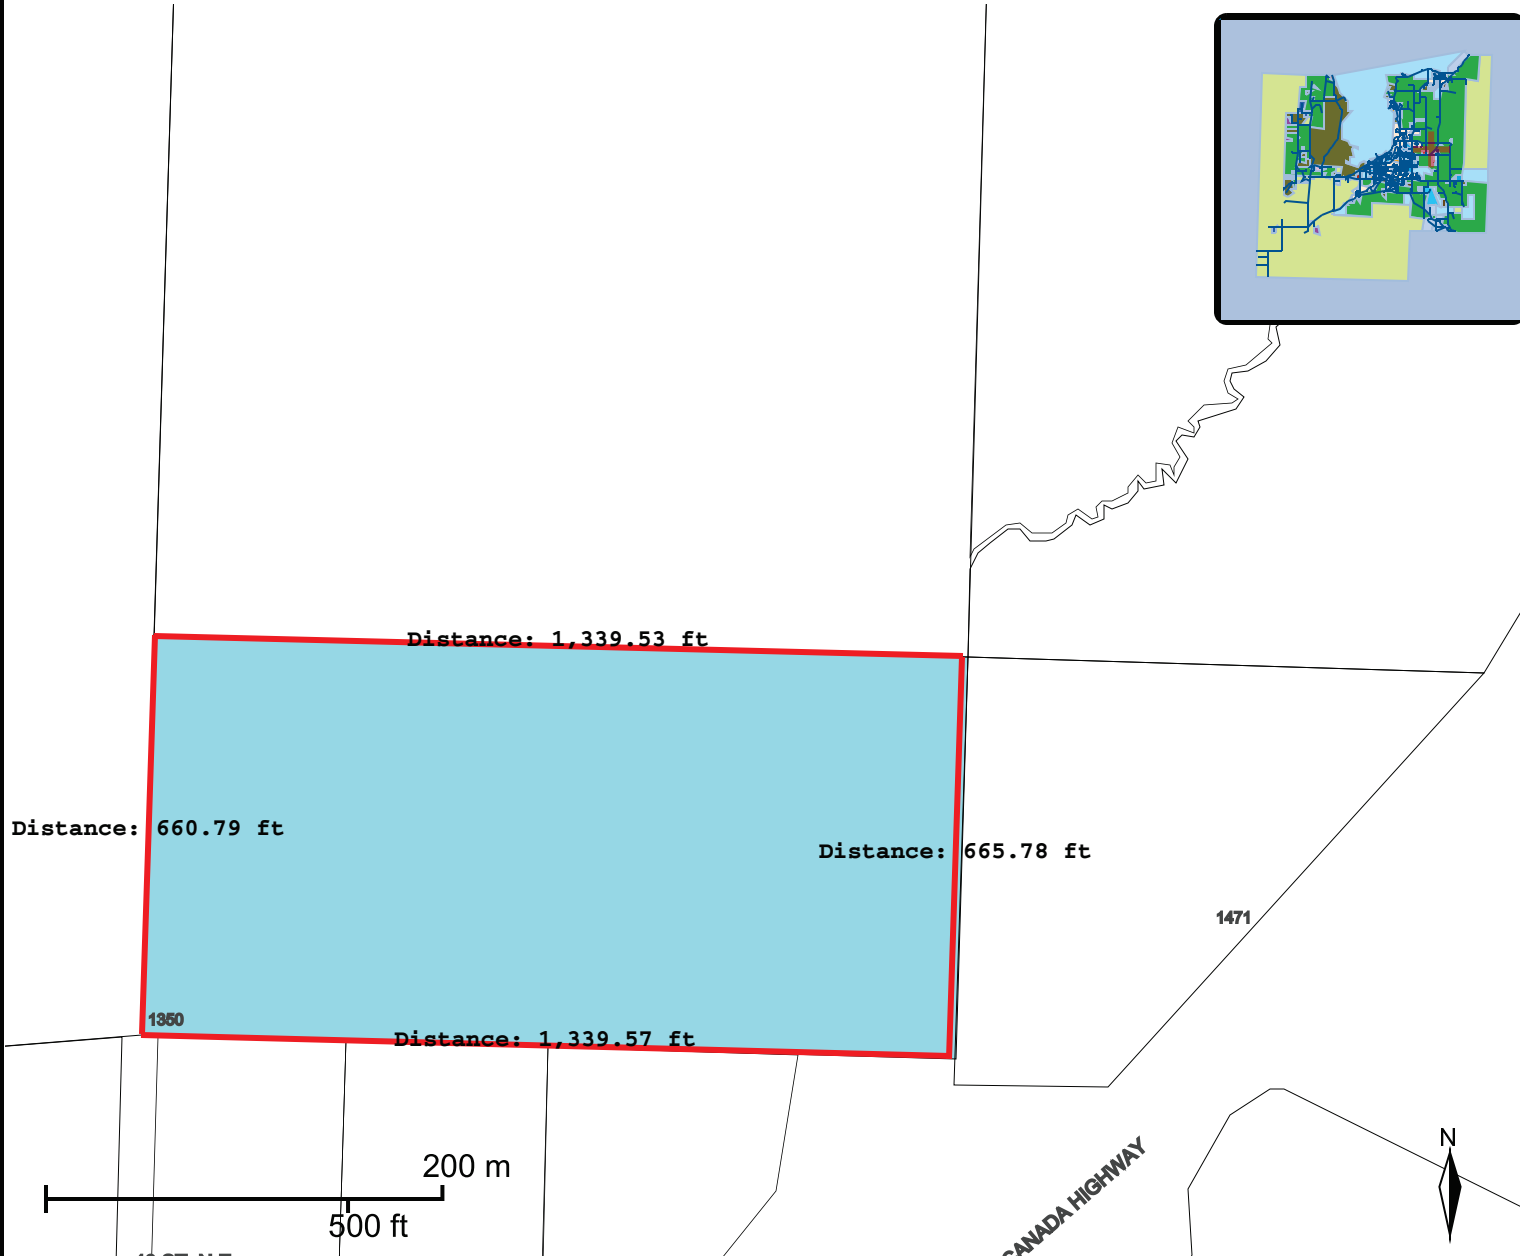 Distance: 1,339.53 ft
Distance: 660.79 ft
Distance: 665.78 ft
1471
1350
Distance: 1,339.57 ft
N
CANADA HIGHWAY
200 m
500 ft